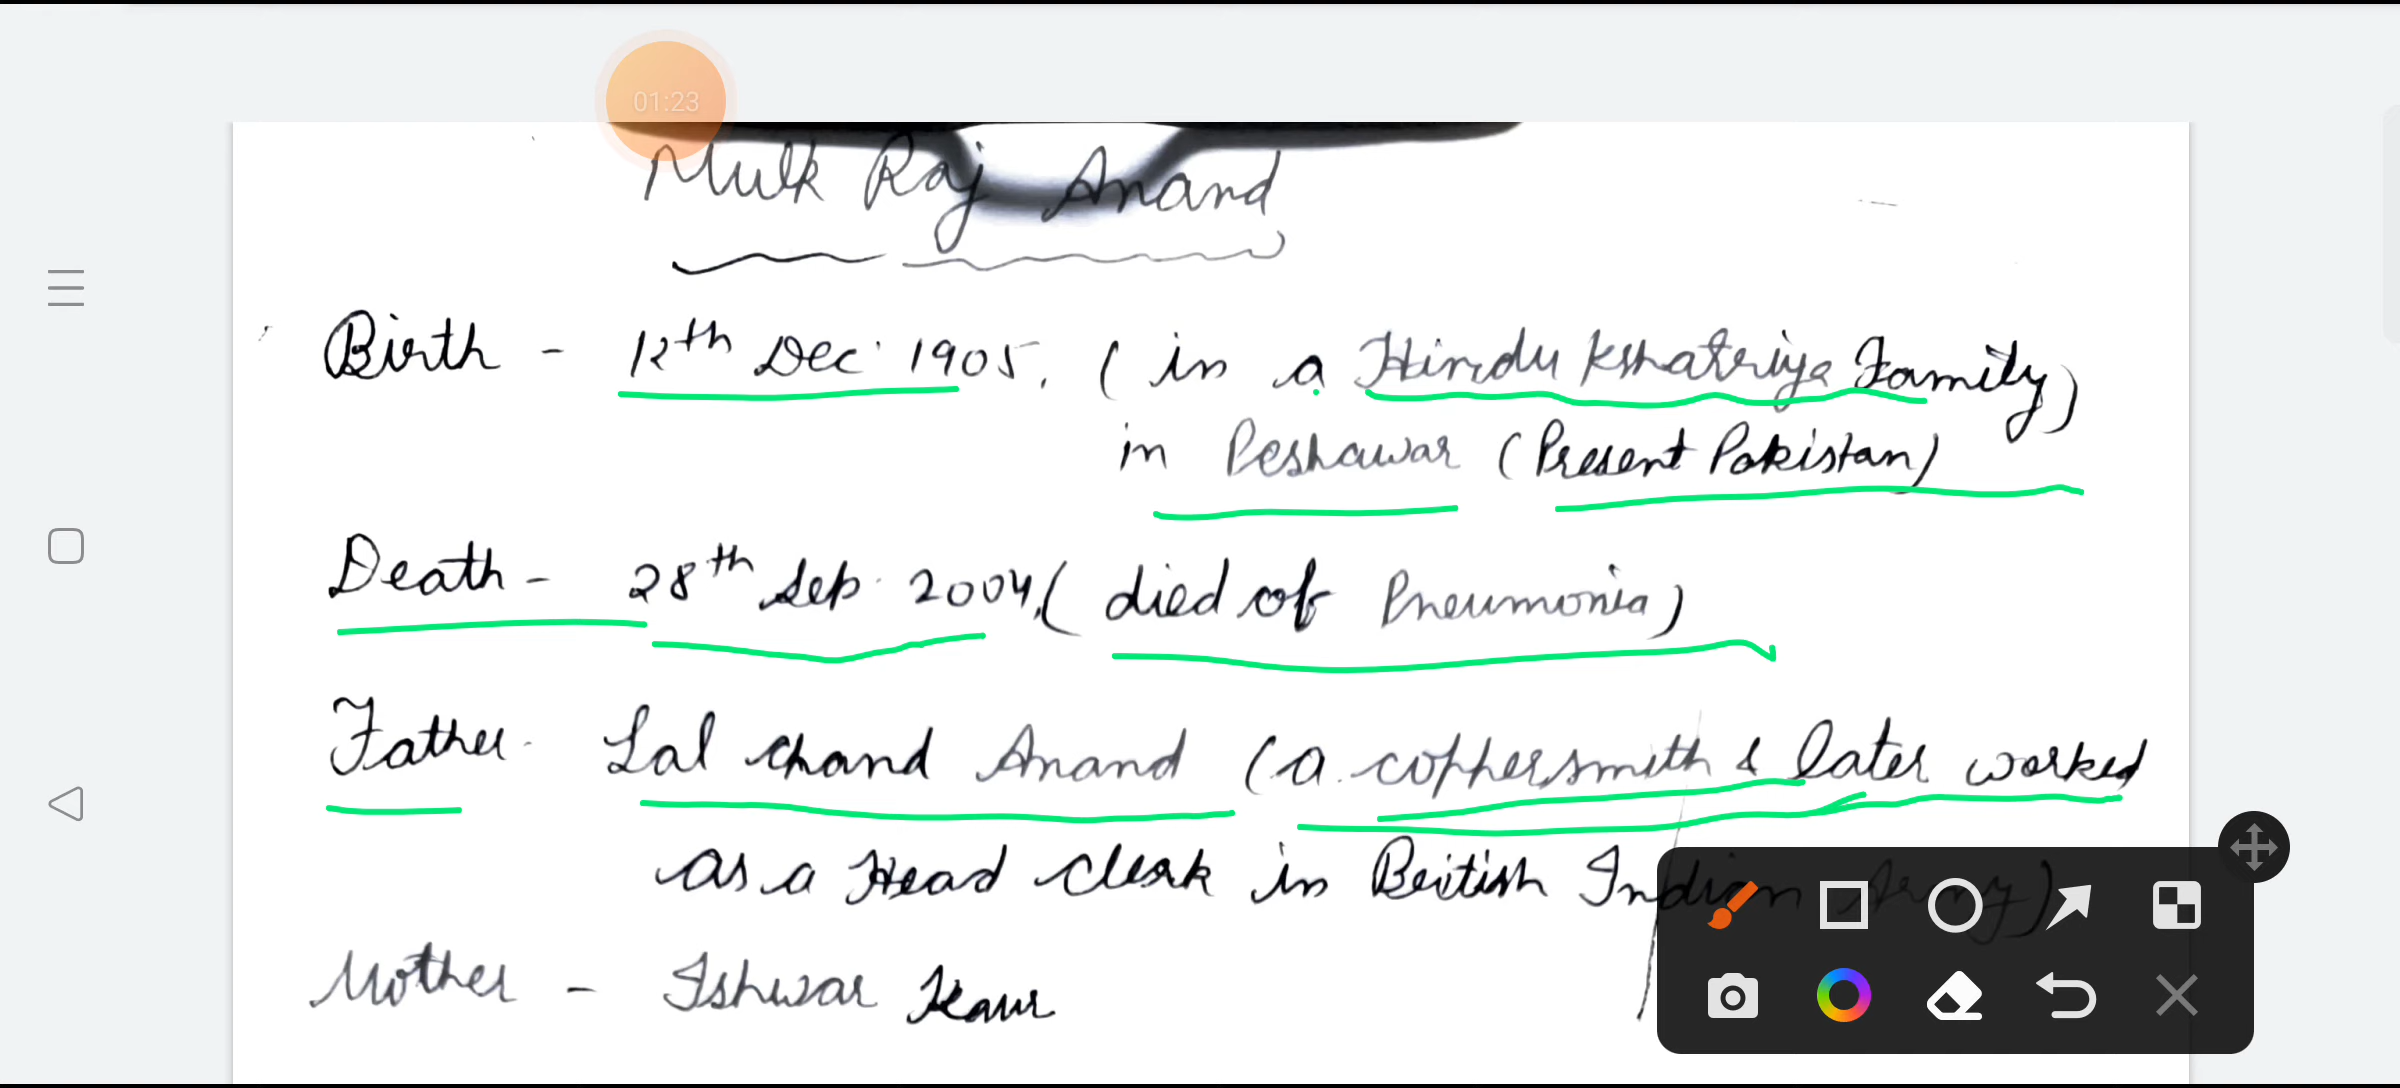 01:23
Mulk Raj Anand
Birth - 12th Dec. 1905. (in a Hindu Kshatriya Family)
in Peshawar (Present Pakistan)
Death - 28th Sep. 2004, (died of Pneumonia)
Father - Lal chand Anand (a coppersmith & later worked
as a Head clerk in British Indian Army)
Mother - Ishwar Kaur